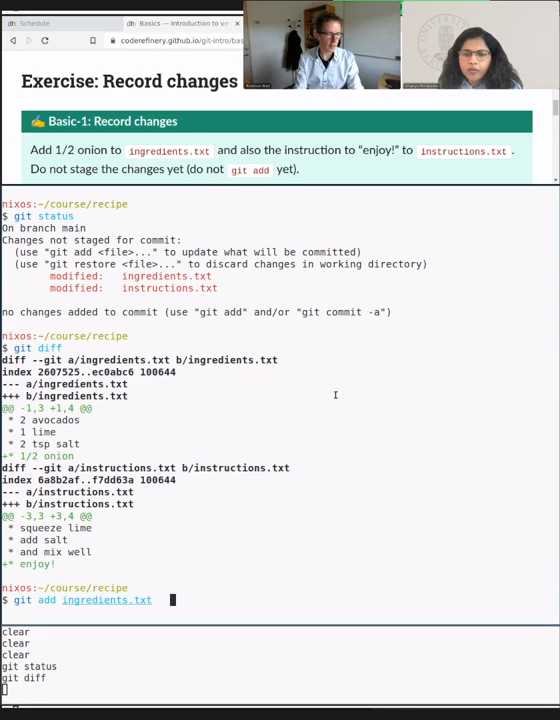 Schedule
Basics — Introduction to ve
coderefinery.github.io/git-intro/bas
Exercise: Record changes
✍ Basic-1: Record changes
Add 1/2 onion to ingredients.txt and also the instruction to “enjoy!” to instructions.txt.
Do not stage the changes yet (do not git add yet).
nixos:~/course/recipe
$ git status
On branch main
Changes not staged for commit:
  (use "git add <file>..." to update what will be committed)
  (use "git restore <file>..." to discard changes in working directory)
        modified:   ingredients.txt
        modified:   instructions.txt
no changes added to commit (use "git add" and/or "git commit -a")
nixos:~/course/recipe
$ git diff
diff --git a/ingredients.txt b/ingredients.txt
index 2607525..ec0abc6 100644
--- a/ingredients.txt
+++ b/ingredients.txt
@@ -1,3 +1,4 @@
 * 2 avocados
 * 1 lime
 * 2 tsp salt
+* 1/2 onion
diff --git a/instructions.txt b/instructions.txt
index 6a8b2af..f7dd63a 100644
--- a/instructions.txt
+++ b/instructions.txt
@@ -3,3 +3,4 @@
 * squeeze lime
 * add salt
 * and mix well
+* enjoy!
nixos:~/course/recipe
$ git add ingredients.txt
clear
clear
clear
git status
git diff